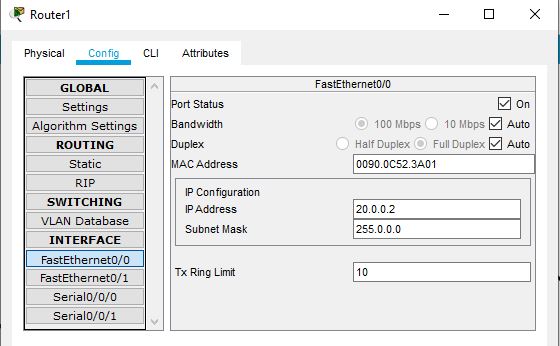 Router1
Physical Config CLI Attributes
GLOBAL
Settings
Algorithm Settings
ROUTING
Static
RIP
SWITCHING
VLAN Database
INTERFACE
FastEthernet0/0
FastEthernet0/1
Serial0/0/0
Serial0/0/1
FastEthernet0/0
Port Status On
Bandwidth 100 Mbps 10 Mbps Auto
Duplex Half Duplex Full Duplex Auto
MAC Address 0090.0C52.3A01
IP Configuration
IP Address 20.0.0.2
Subnet Mask 255.0.0.0
Tx Ring Limit 10